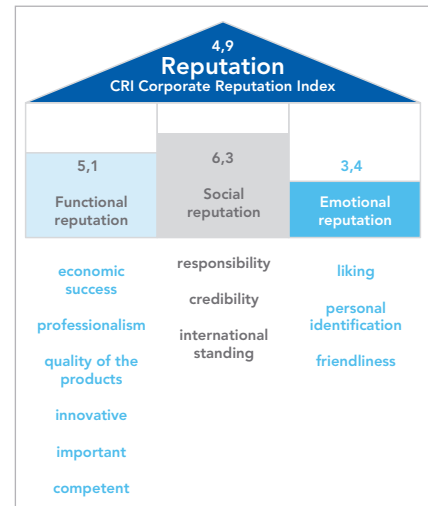 4,9
Reputation
CRI Corporate Reputation Index
5,1
Functional
reputation
6,3
Social
reputation
3,4
Emotional
reputation
economic
success
professionalism
quality of the
products
innovative
important
competent
responsibility
credibility
international
standing
liking
personal
identification
friendliness